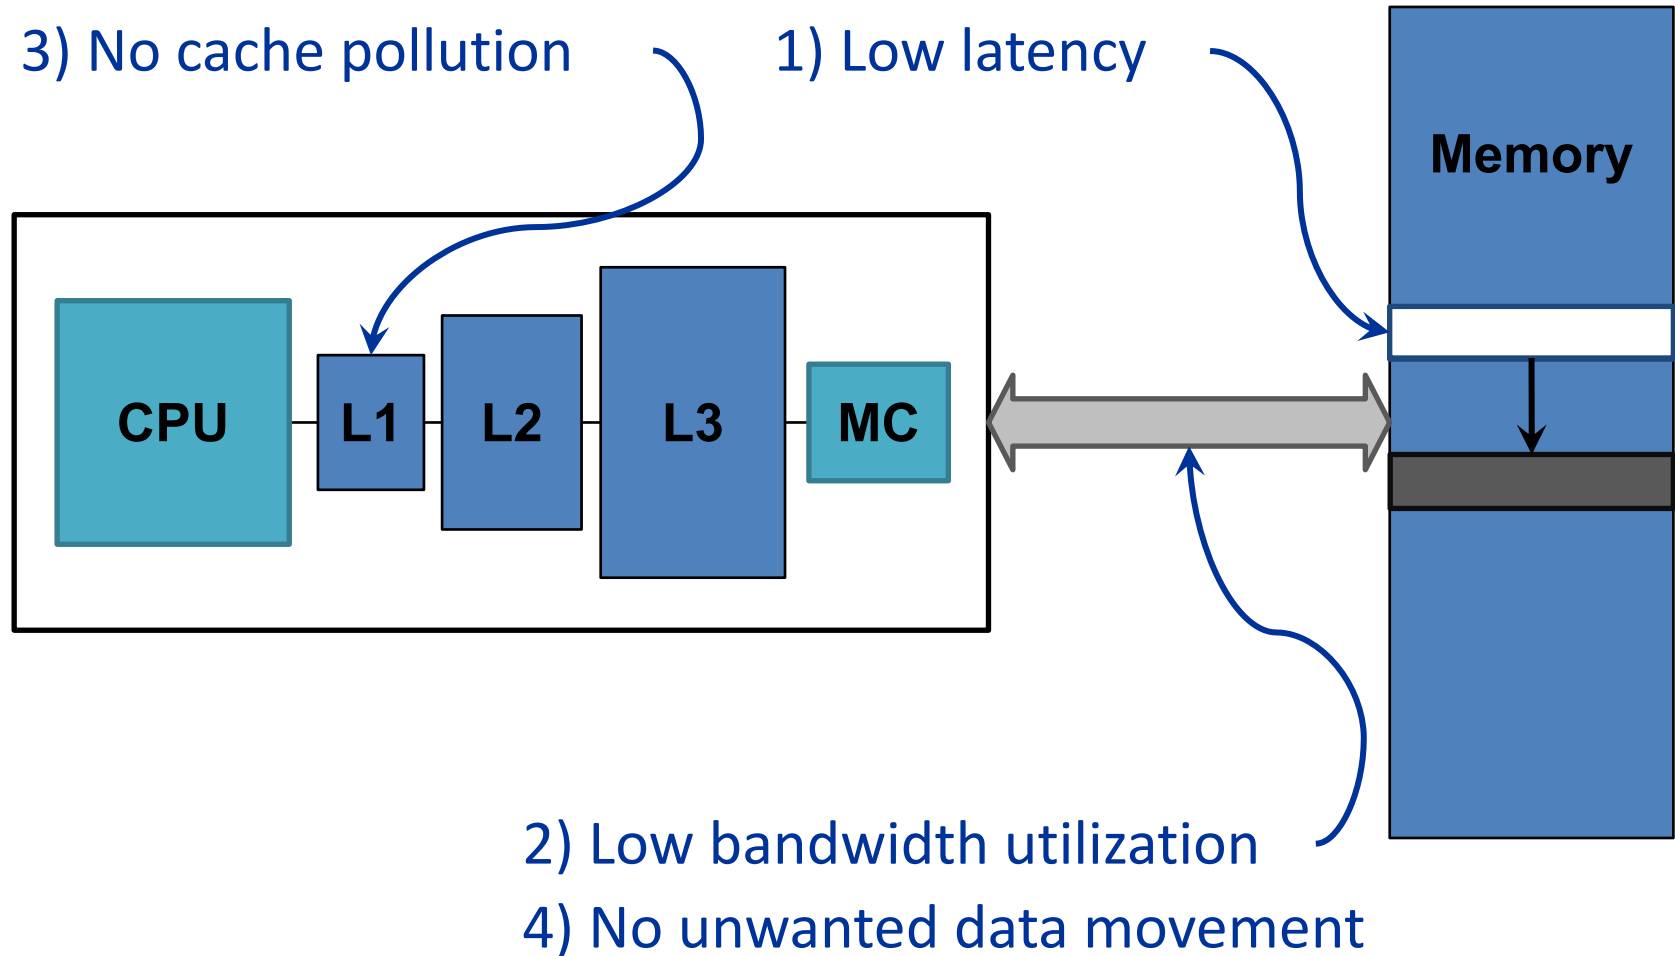 3) No cache pollution
1) Low latency
Memory
CPU
L1
L2
L3
MC
2) Low bandwidth utilization
4) No unwanted data movement